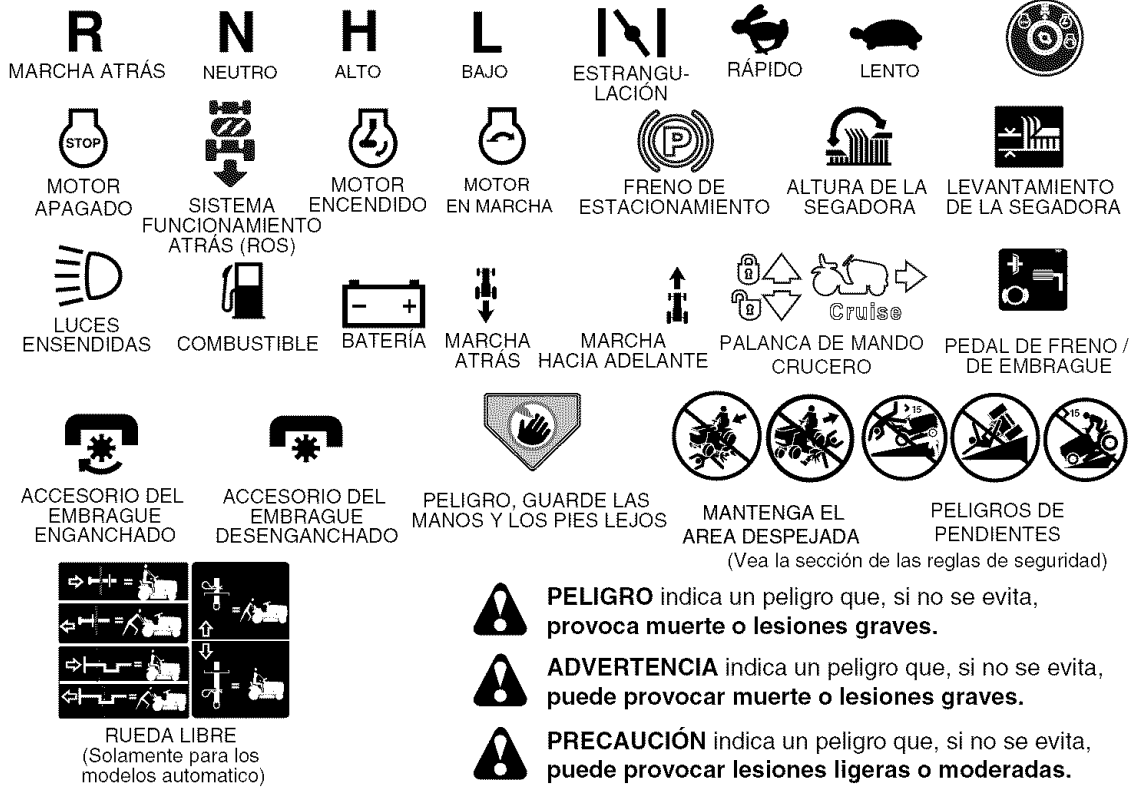 R
MARCHA ATRÁS
N
NEUTRO
H
ALTO
L
BAJO
ESTRANGU-
LACIÓN
RÁPIDO
LENTO
STOP
MOTOR
APAGADO
SISTEMA
FUNCIONAMIENTO
ATRÁS (ROS)
MOTOR
ENCENDIDO
MOTOR
EN MARCHA
P
FRENO DE
ESTACIONAMIENTO
ALTURA DE LA
SEGADORA
LEVANTAMIENTO
DE LA SEGADORA
LUCES
ENSENDIDAS
COMBUSTIBLE
BATERÍA
MARCHA
ATRÁS
MARCHA
HACIA ADELANTE
Cruise
PALANCA DE MANDO
CRUCERO
PEDAL DE FRENO /
DE EMBRAGUE
ACCESORIO DEL
EMBRAGUE
ENGANCHADO
ACCESORIO DEL
EMBRAGUE
DESENGANCHADO
PELIGRO, GUARDE LAS
MANOS Y LOS PIES LEJOS
MANTENGA EL
AREA DESPEJADA
15
15
PELIGROS DE
PENDIENTES
(Vea la sección de las reglas de seguridad)
RUEDA LIBRE
(Solamente para los
modelos automatico)
PELIGRO indica un peligro que, si no se evita,
provoca muerte o lesiones graves.
ADVERTENCIA indica un peligro que, si no se evita,
puede provocar muerte o lesiones graves.
PRECAUCIÓN indica un peligro que, si no se evita,
puede provocar lesiones ligeras o moderadas.